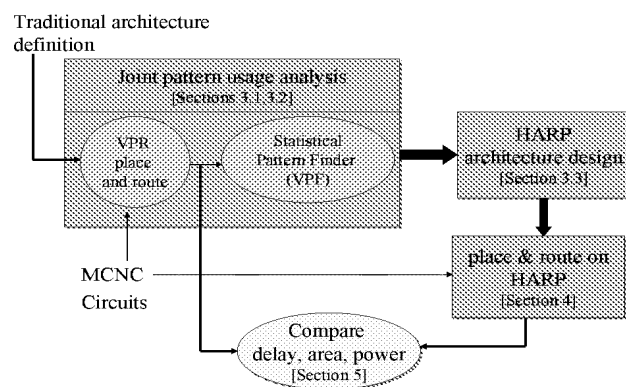 Traditional architecture
definition
Joint pattern usage analysis
[Sections 3.1,3.2]
VPR
place
and route
Statistical
Pattern Finder
(VPF)
HARP
architecture design
[Section 3.3]
MCNC
Circuits
place & route on
HARP
[Section 4]
Compare
delay, area, power
[Section 5]